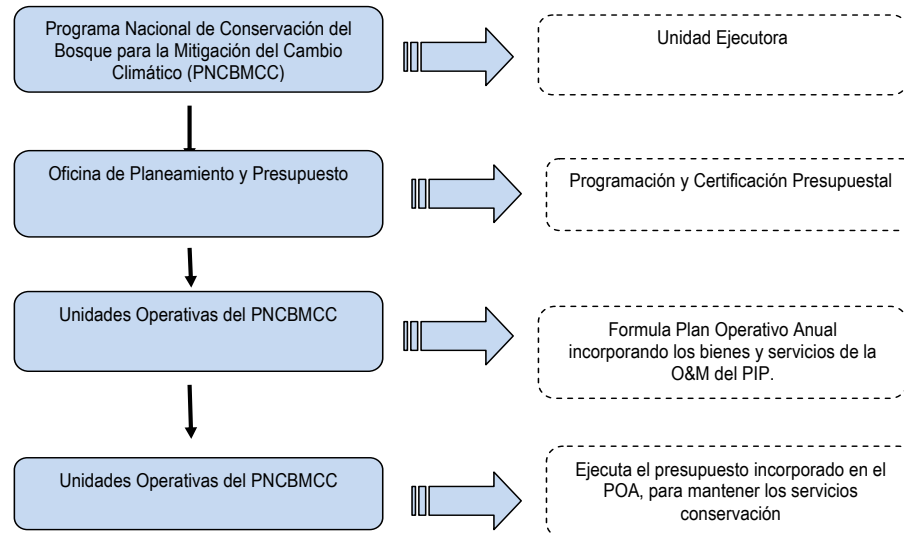 Programa Nacional de Conservación del
Bosque para la Mitigación del Cambio
Climático (PNCBMCC)
Unidad Ejecutora
Oficina de Planeamiento y Presupuesto
Programación y Certificación Presupuestal
Unidades Operativas del PNCBMCC
Formula Plan Operativo Anual
incorporando los bienes y servicios de la
O&M del PIP.
Unidades Operativas del PNCBMCC
Ejecuta el presupuesto incorporado en el
POA, para mantener los servicios
conservación